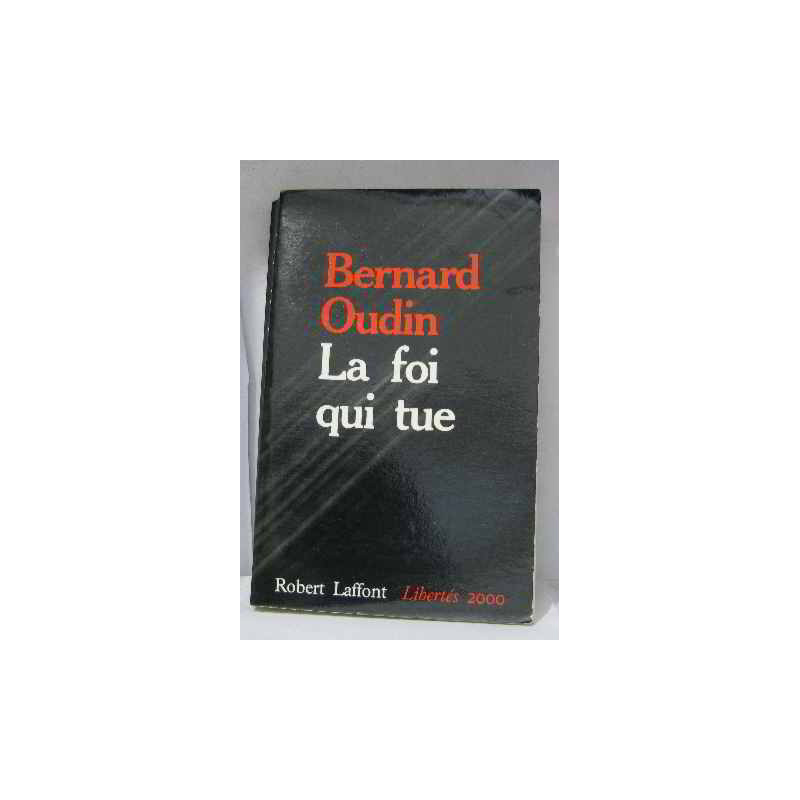 Bernard
Oudin
La foi
qui tue
Robert Laffont Libertés 2000